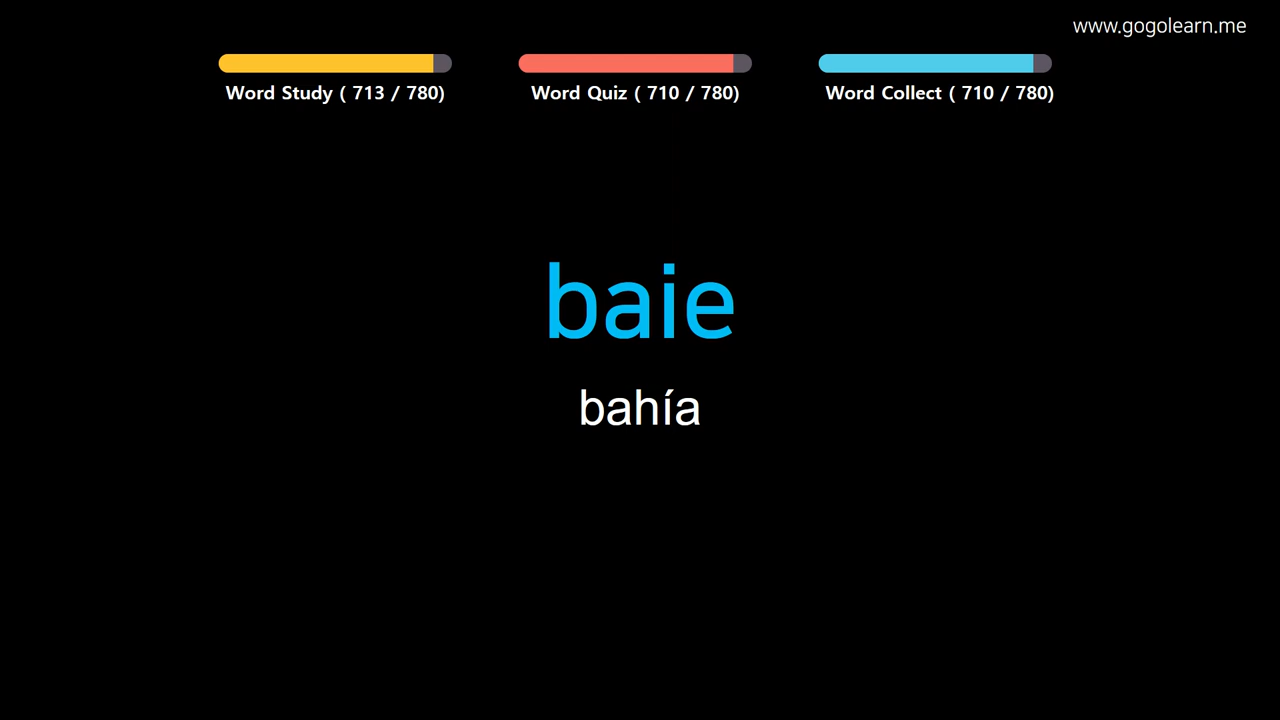 www.gogolearn.me
Word Study ( 713 / 780)
Word Quiz ( 710 / 780)
Word Collect ( 710 / 780)
baie
bahía